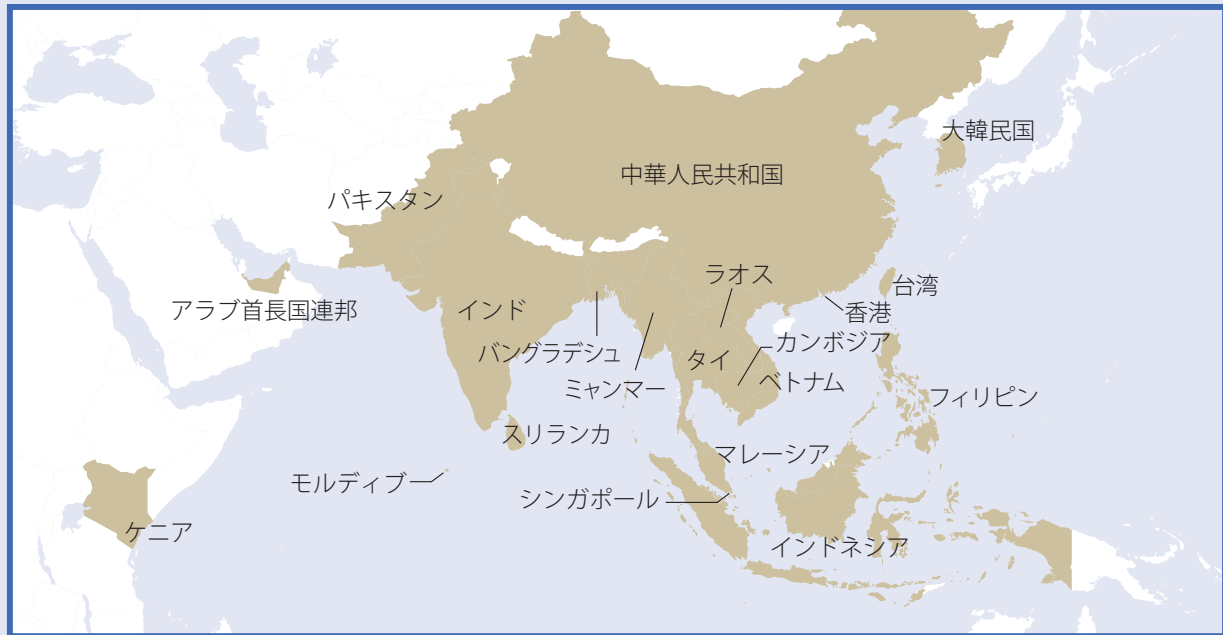 大韓民国
中華人民共和国
パキスタン
ラオス
台湾
アラブ首長国連邦
インド
香港
バングラデシュ
タイ
カンボジア
ミャンマー
ベトナム
フィリピン
スリランカ
マレーシア
モルディブ
シンガポール
ケニア
インドネシア